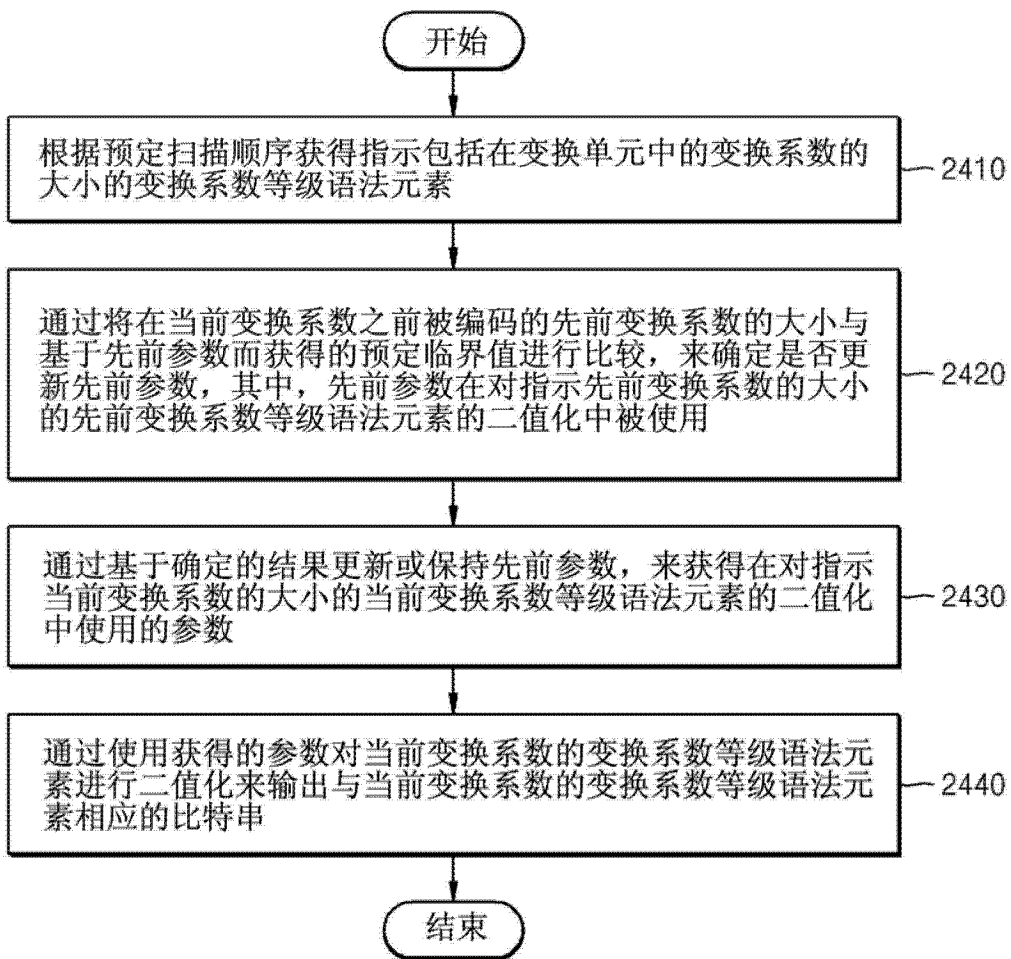 开始
根据预定扫描顺序获得指示包括在变换单元中的变换系数的
大小的变换系数等级语法元素
2410
通过将在当前变换系数之前被编码的先前变换系数的大小与
基于先前参数而获得的预定临界值进行比较，来确定是否更
新先前参数，其中，先前参数在对指示先前变换系数的大小
的先前变换系数等级语法元素的二值化中被使用
2420
通过基于确定的结果更新或保持先前参数，来获得在对指示
当前变换系数的大小的当前变换系数等级语法元素的二值化
中使用的参数
2430
通过使用获得的参数对当前变换系数的变换系数等级语法元
素进行二值化来输出与当前变换系数的变换系数等级语法元
素相应的比特串
2440
结束